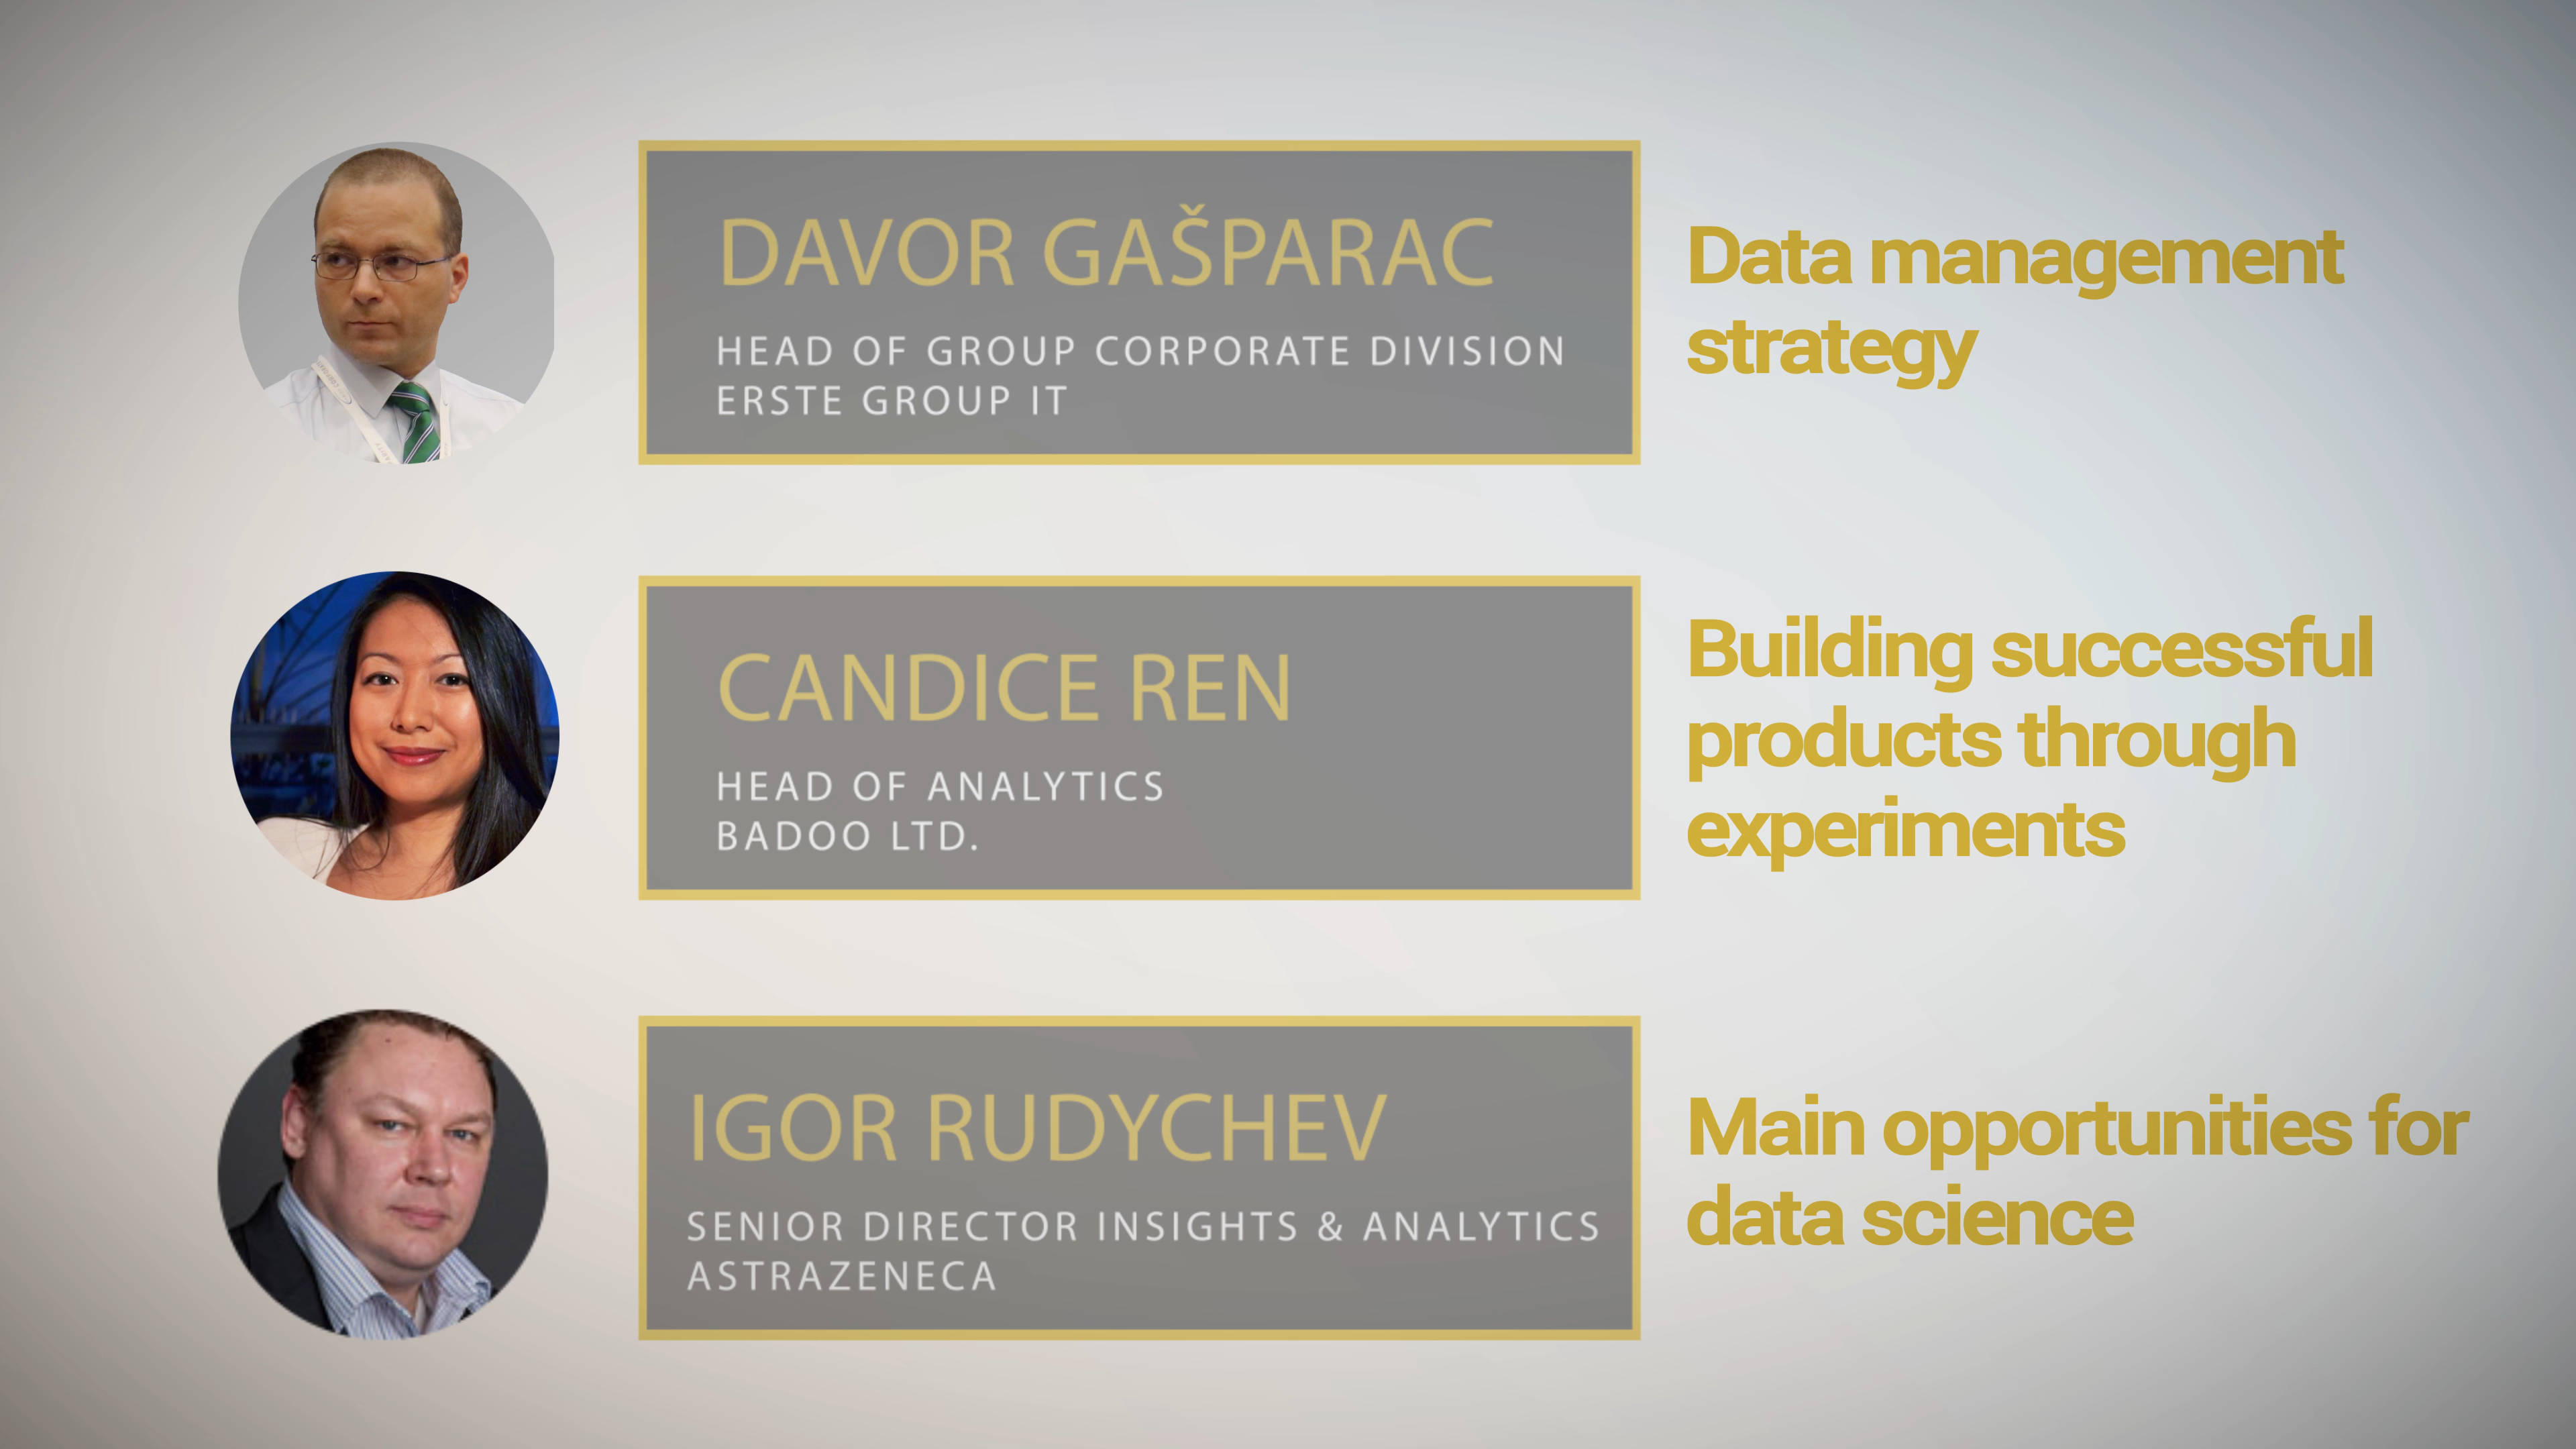 DAVOR GAŠPARAC
HEAD OF GROUP CORPORATE DIVISION
ERSTE GROUP IT
Data management
strategy
CANDICE REN
HEAD OF ANALYTICS
BADOO LTD.
Building successful
products through
experiments
IGOR RUDYCHEV
SENIOR DIRECTOR INSIGHTS & ANALYTICS
ASTRAZENECA
Main opportunities for
data science